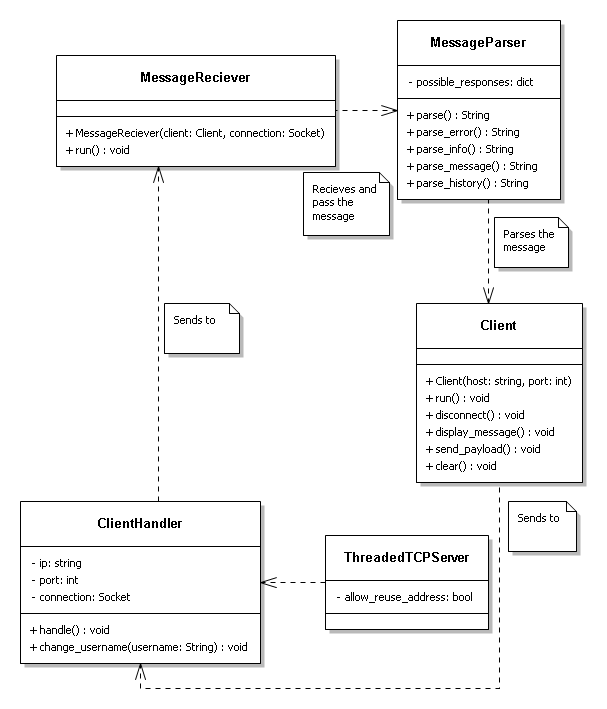 MessageReciever
+ MessageReciever(client: Client, connection: Socket)
+ run() : void
MessageParser
- possible_responses: dict
+ parse() : String
+ parse_error() : String
+ parse_info() : String
+ parse_message() : String
+ parse_history() : String
Recieves and
pass the
message
Parses the
message
Sends to
Client
+ Client(host: string, port: int)
+ run() : void
+ disconnect() : void
+ display_message() : void
+ send_payload() : void
+ clear() : void
Sends to
ClientHandler
- ip: string
- port: int
- connection: Socket
+ handle() : void
+ change_username(username: String) : void
ThreadedTCPServer
- allow_reuse_address: bool